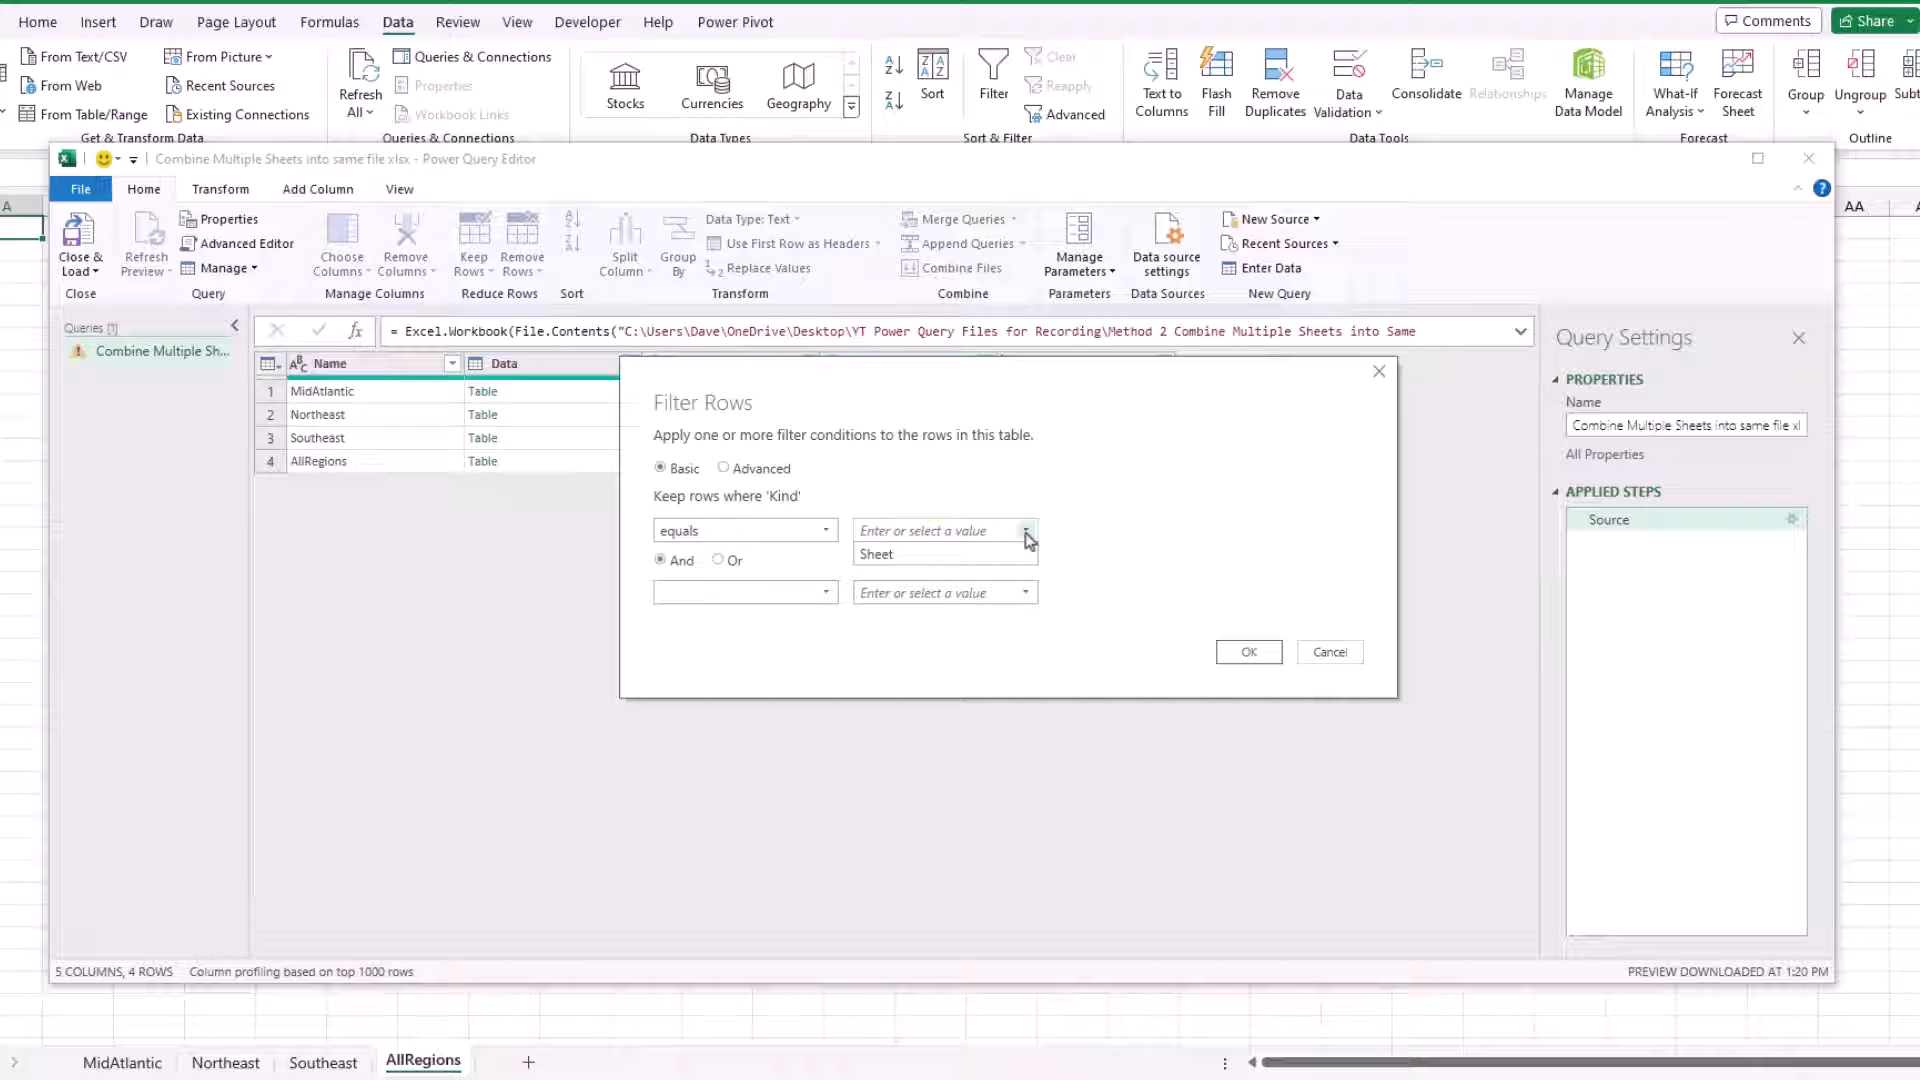 Home Insert Draw Page Layout Formulas Data Review View Developer Help Power Pivot Comments Share
From Text/CSV From Picture Queries & Connections Clear
From Web Recent Sources Properties Reapply
From Table/Range Existing Connections Workbook Links Advanced
Refresh All Stocks Currencies Geography Sort Filter Text to Columns Flash Fill Remove Duplicates Data Validation Consolidate Relationships Manage Data Model What-If Analysis Forecast Sheet Group Ungroup
Get & Transform Data Queries & Connections Data Types Sort & Filter Data Tools Forecast Outline
Combine Multiple Sheets into same file xlsx - Power Query Editor
File Home Transform Add Column View
A AA
Properties Data Type: Text Merge Queries New Source
Advanced Editor Use First Row as Headers Append Queries Recent Sources
Manage Replace Values Combine Files Enter Data
Close & Load Refresh Preview Choose Columns Remove Columns Keep Rows Remove Rows Split Column Group By Manage Parameters Data source settings
Close Query Manage Columns Reduce Rows Sort Transform Combine Parameters Data Sources New Query
Queries [1]
Combine Multiple Sh...
fx = Excel.Workbook(File.Contents("C:\Users\Dave\OneDrive\Desktop\YT Power Query Files for Recording\Method 2 Combine Multiple Sheets into Same
ABC Name Data
1 MidAtlantic Table
2 Northeast Table
3 Southeast Table
4 AllRegions Table
Filter Rows
Apply one or more filter conditions to the rows in this table.
Basic Advanced
Keep rows where 'Kind'
equals Enter or select a value
Sheet
And Or
Enter or select a value
OK Cancel
Query Settings
PROPERTIES
Name
Combine Multiple Sheets into same file xl
All Properties
APPLIED STEPS
Source
5 COLUMNS, 4 ROWS Column profiling based on top 1000 rows PREVIEW DOWNLOADED AT 1:20 PM
MidAtlantic Northeast Southeast AllRegions